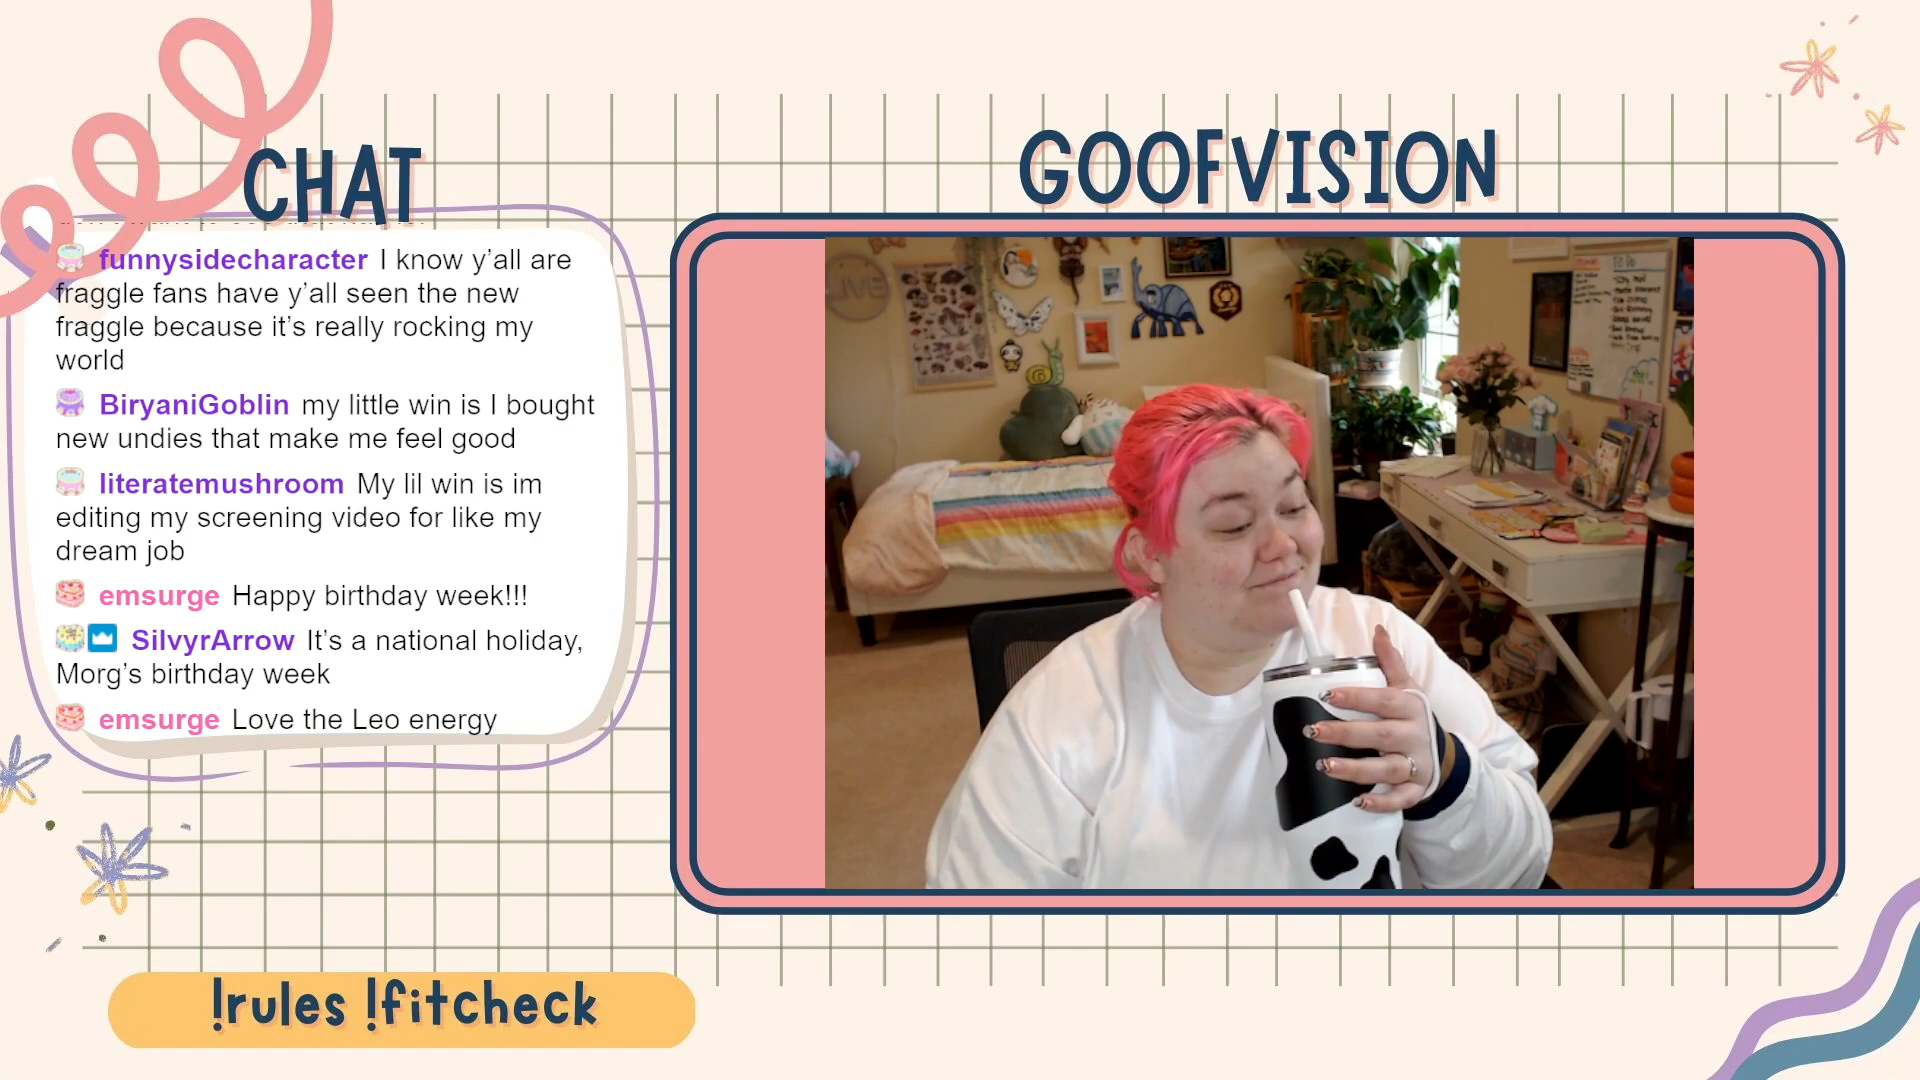 CHAT
GOOFVISION
funnysidecharacter I know y’all are
fraggle fans have y’all seen the new
fraggle because it’s really rocking my
world
BiryaniGoblin my little win is I bought
new undies that make me feel good
literatemushroom My lil win is im
editing my screening video for like my
dream job
emsurge Happy birthday week!!!
SilvyrArrow It’s a national holiday,
Morg’s birthday week
emsurge Love the Leo energy
LIVE
To Do
!rules !fitcheck